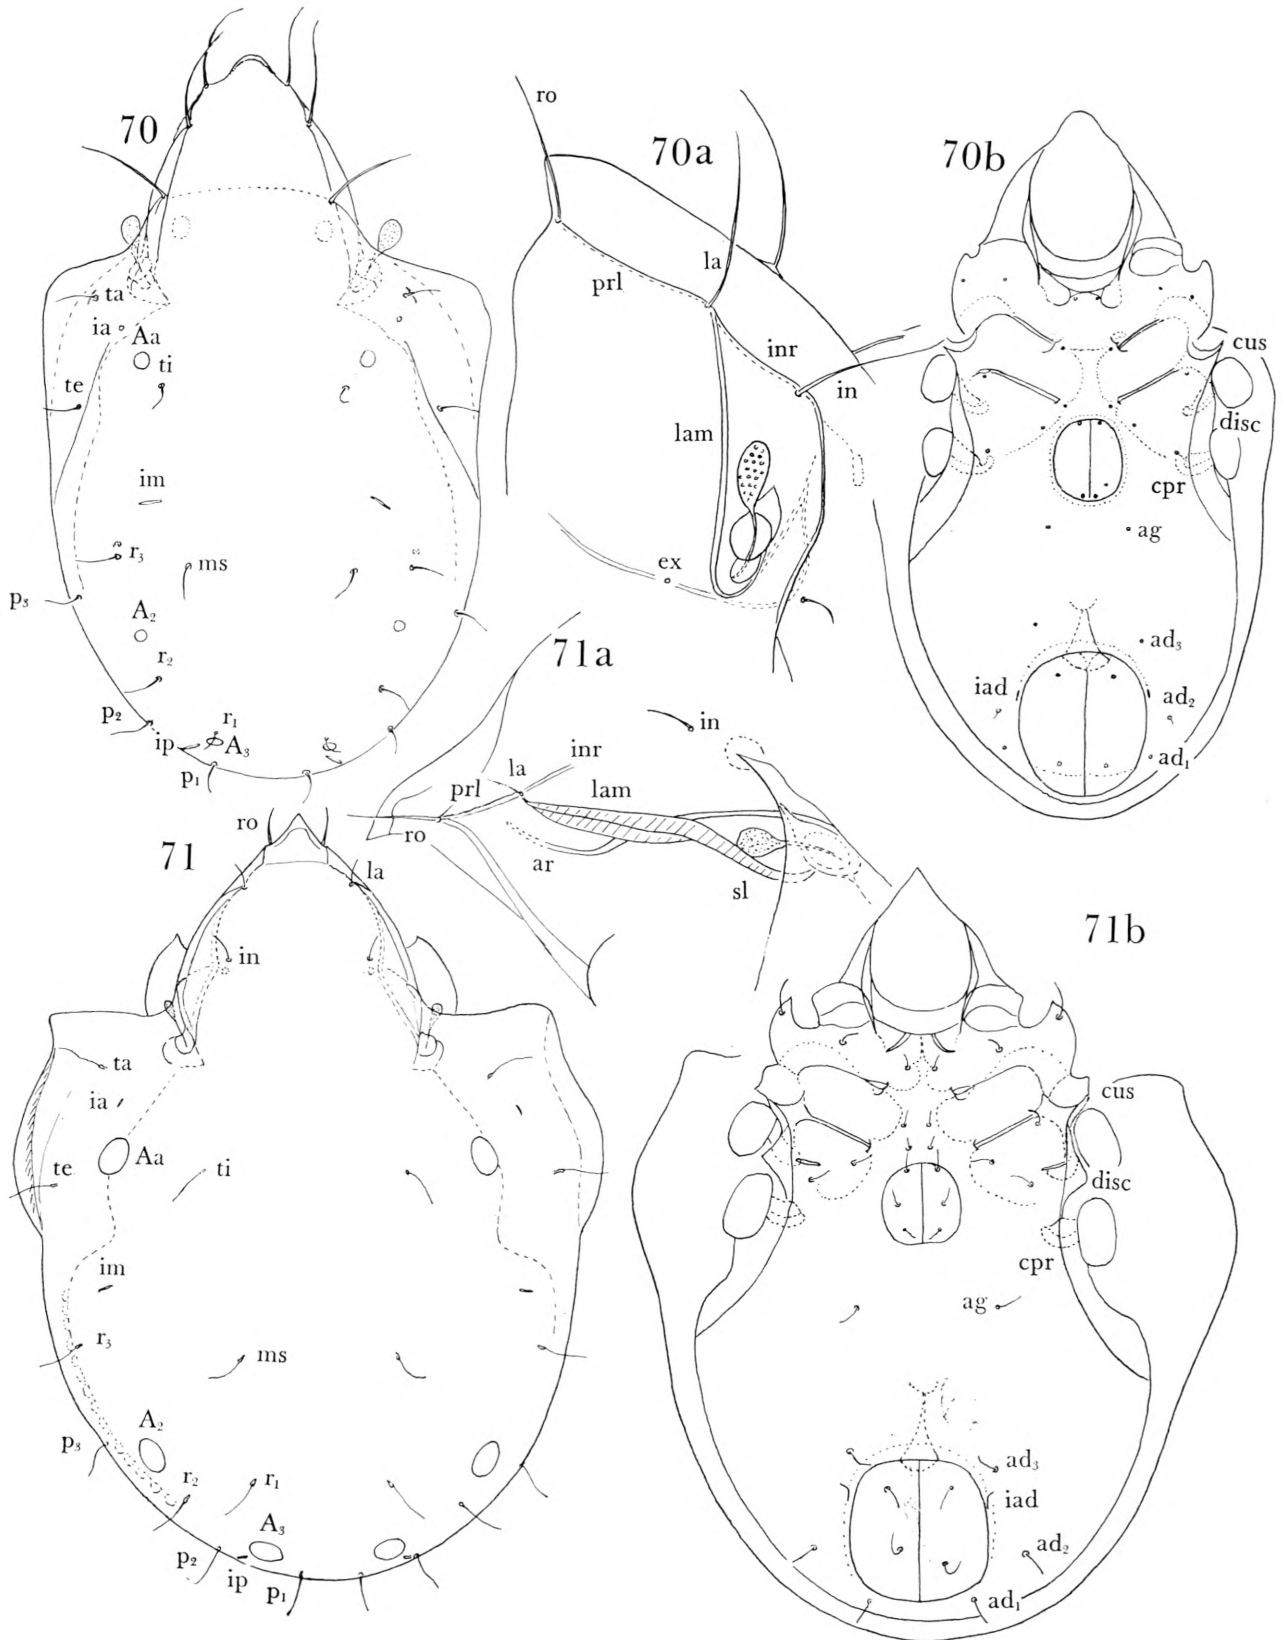 70
ta
ia
Aa
ti
te
im
r₃
ms
p₃
A₂
r₂
p₂
r₁
ip
A₃
p₁
70a
ro
prl
la
inr
in
lam
ex
70b
cus
disc
cpr
ag
ad₃
iad
ad₂
ad₁
71a
in
inr
la
prl
lam
ro
ar
sl
71
ro
la
in
ta
ia
Aa
te
ti
im
r₃
ms
A₂
p₃
r₂
r₁
A₃
p₂
ip
p₁
71b
cus
disc
cpr
ag
ad₃
iad
ad₂
ad₁